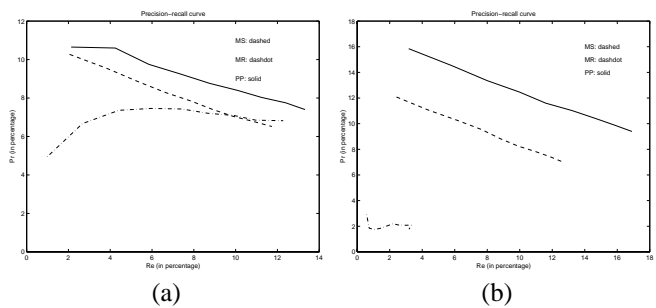 Precision−recall curve
12
10
8
6
4
2
0
Pr (in percentage)
MS: dashed
MR: dashdot
PP: solid
0 2 4 6 8 10 12 14
Re (in percentage)
(a)
Precision−recall curve
18
16
14
12
10
8
6
4
2
0
Pr (in percentage)
MS: dashed
MR: dashdot
PP: solid
0 2 4 6 8 10 12 14 16 18
Re (in percentage)
(b)